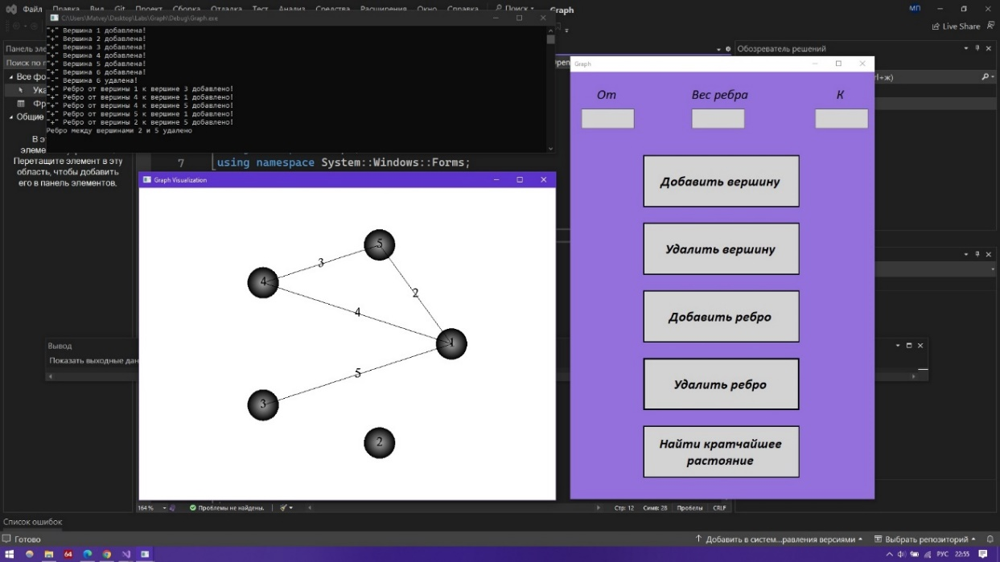 Файл Правка Вид Git Проект Сборка Отладка Тест Анализ Средства Расширения Окно Справка Поиск Graph МП
C:\Users\Matvey\Desktop\Labs\Graph\Debug\Graph.exe
Live Share
"+" Вершина 1 добавлена!
"+" Вершина 2 добавлена!
"+" Вершина 3 добавлена!
"+" Вершина 4 добавлена!
"+" Вершина 5 добавлена!
"+" Вершина 6 добавлена!
"-" Вершина 6 удалена!
"+" Ребро от вершины 1 к вершине 3 добавлено!
"+" Ребро от вершины 4 к вершине 1 добавлено!
"+" Ребро от вершины 4 к вершине 5 добавлено!
"+" Ребро от вершины 5 к вершине 1 добавлено!
"+" Ребро от вершины 2 к вершине 5 добавлено!
Ребро между вершинами 2 и 5 удалено
Панель эле
Поиск по г
Все фо
Ука
Фр
Общие
В э
элеме
Перетащите элемент в эту
область, чтобы добавить
его в панель элементов.
7 using namespace System::Windows::Forms;
Graph Visualization
5
3
4
2
4
1
5
3
2
Обозреватель решений
rl+ж)
Graph
От Вес ребра К
Добавить вершину
Удалить вершину
Добавить ребро
Удалить ребро
Найти кратчайшее
растояние
Вывод
Показать выходные дан
164 % Проблемы не найдены. Стр: 12 Симв: 28 Пробелы CRLF
Список ошибок
Готово Добавить в систем...равления версиями Выбрать репозиторий
64 РУС 22:55